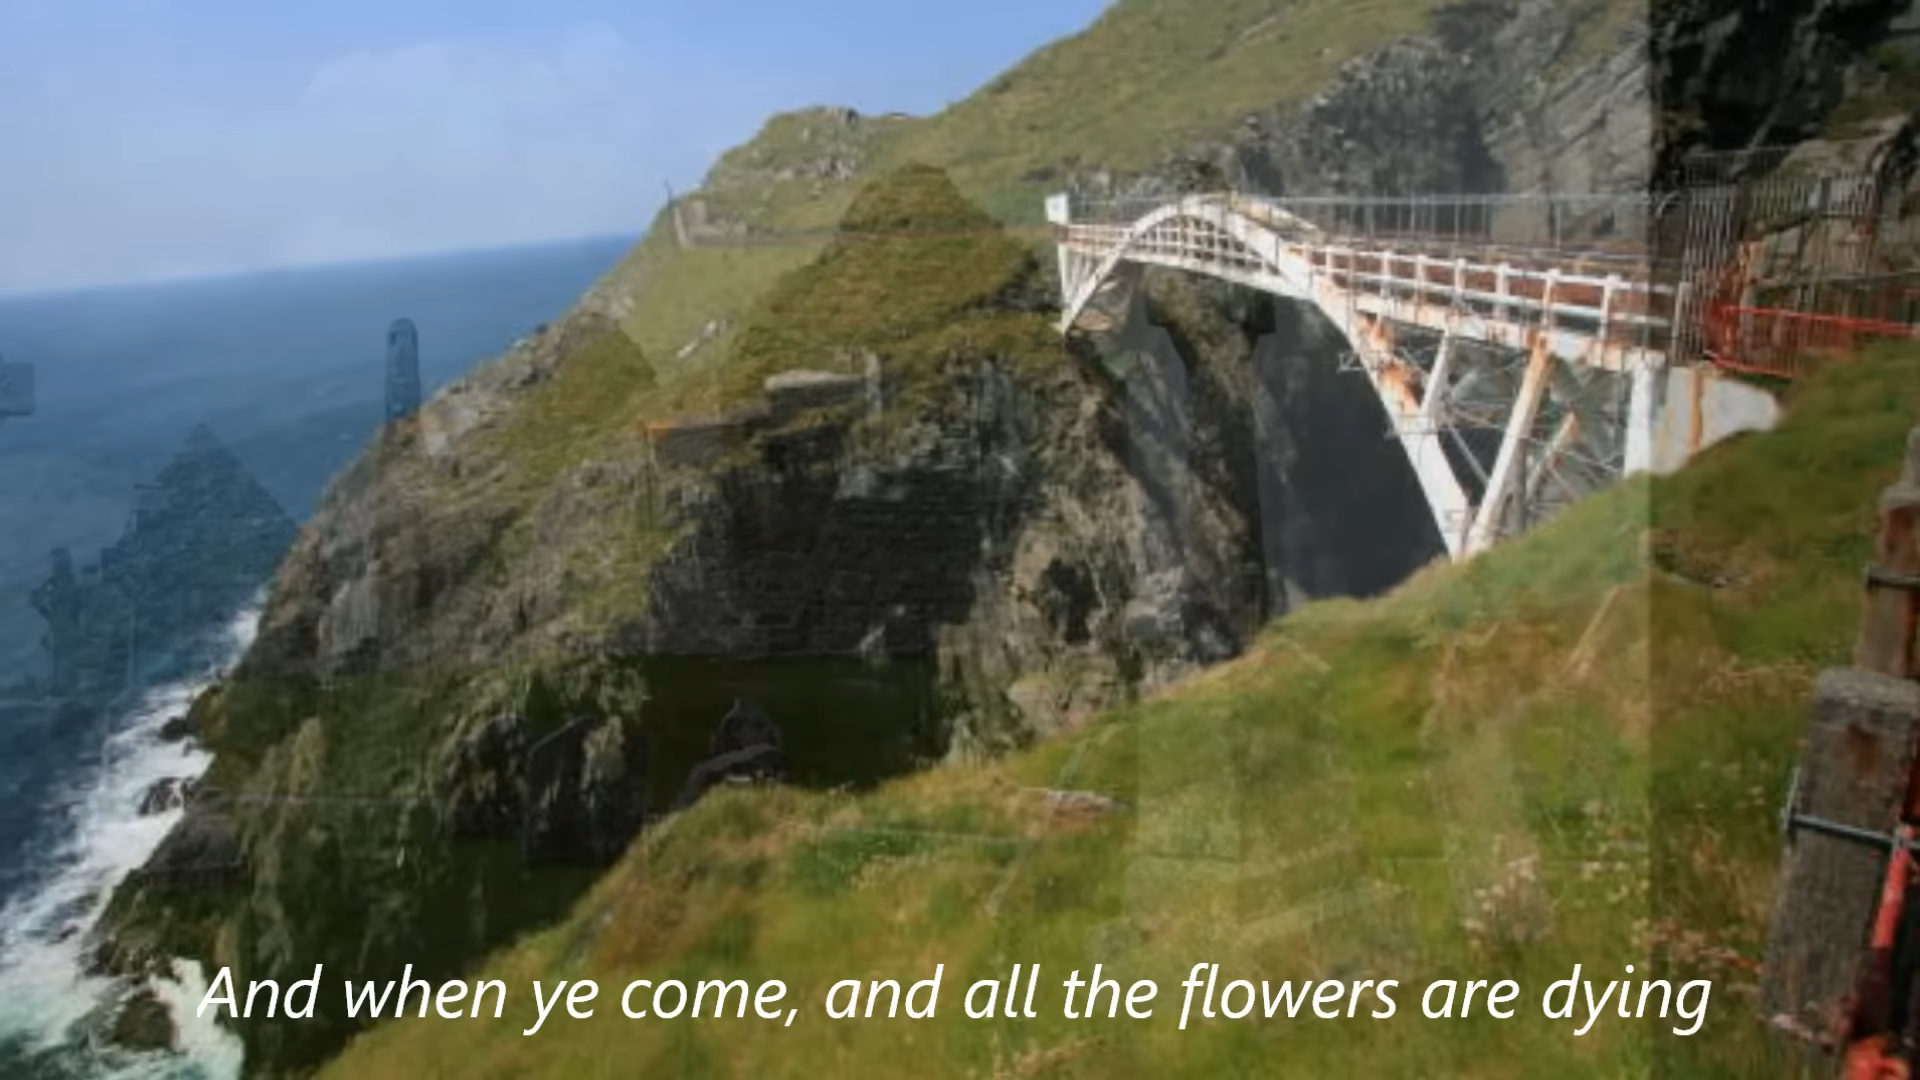 And when ye come, and all the flowers are dying